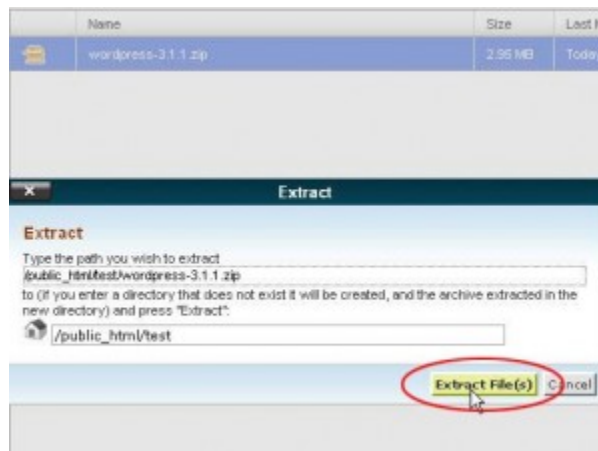 Name Size Last
wordpress-3.1.1.zip 2.95 MB Today
x Extract
Extract
Type the path you wish to extract
/public_html/test/wordpress-3.1.1.zip
to (if you enter a directory that does not exist it will be created, and the archive extracted in the
new directory) and press "Extract":
/public_html/test
Extract File(s) Cancel